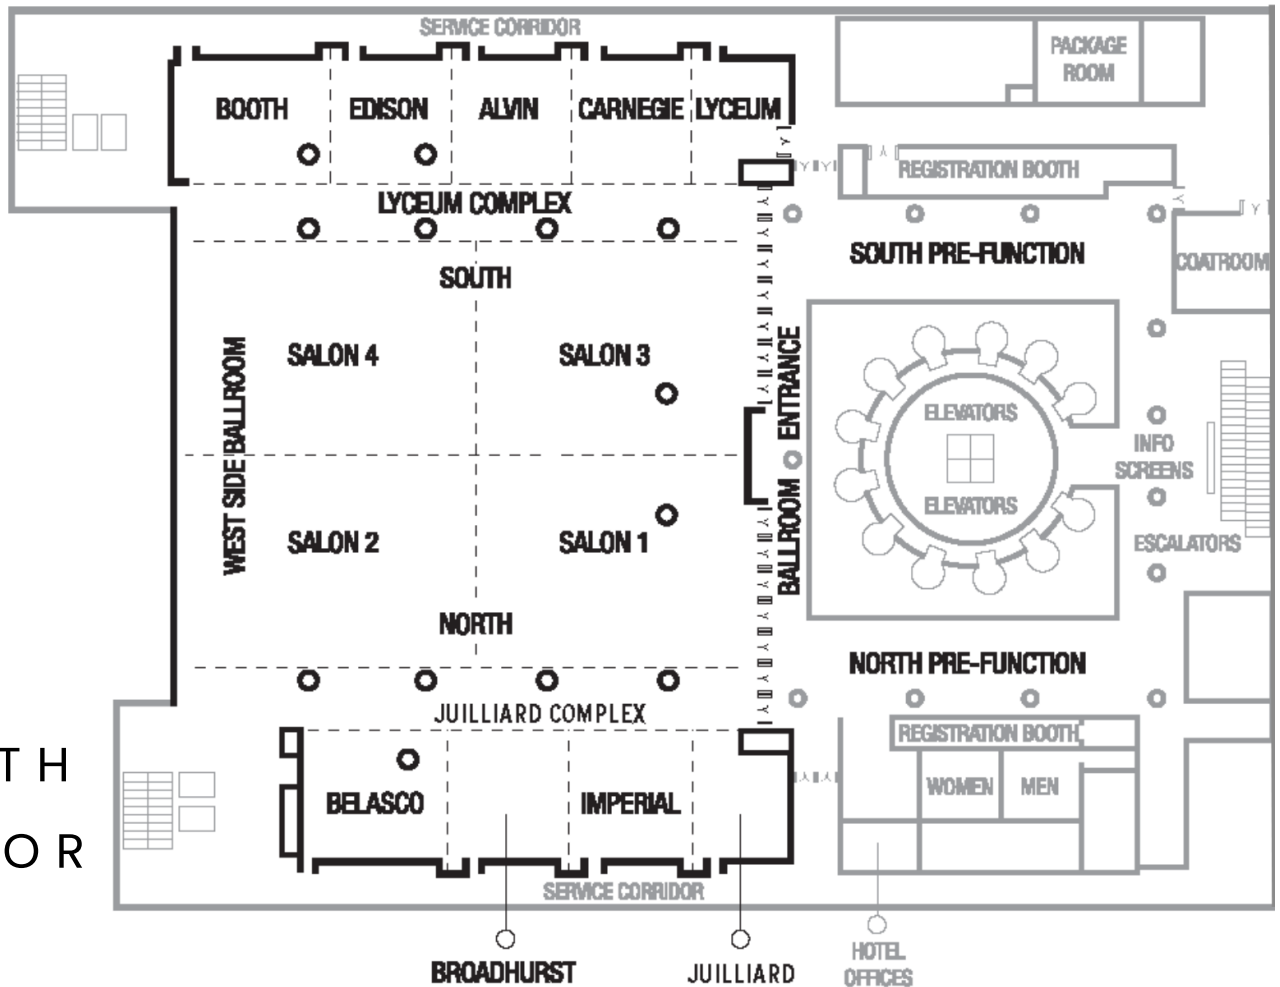 SERVICE CORRIDOR
PACKAGE
ROOM
BOOTH
EDISON
ALVIN
CARNEGIE
LYCEUM
REGISTRATION BOOTH
LYCEUM COMPLEX
SOUTH PRE-FUNCTION
COATROOM
SOUTH
WEST SIDE BALLROOM
SALON 4
SALON 3
BALLROOM ENTRANCE
ELEVATORS
INFO
SCREENS
ELEVATORS
SALON 2
SALON 1
ESCALATORS
NORTH
NORTH PRE-FUNCTION
JUILLIARD COMPLEX
REGISTRATION BOOTH
TH
OR
BELASCO
IMPERIAL
WOMEN
MEN
SERVICE CORRIDOR
BROADHURST
JUILLIARD
HOTEL
OFFICES